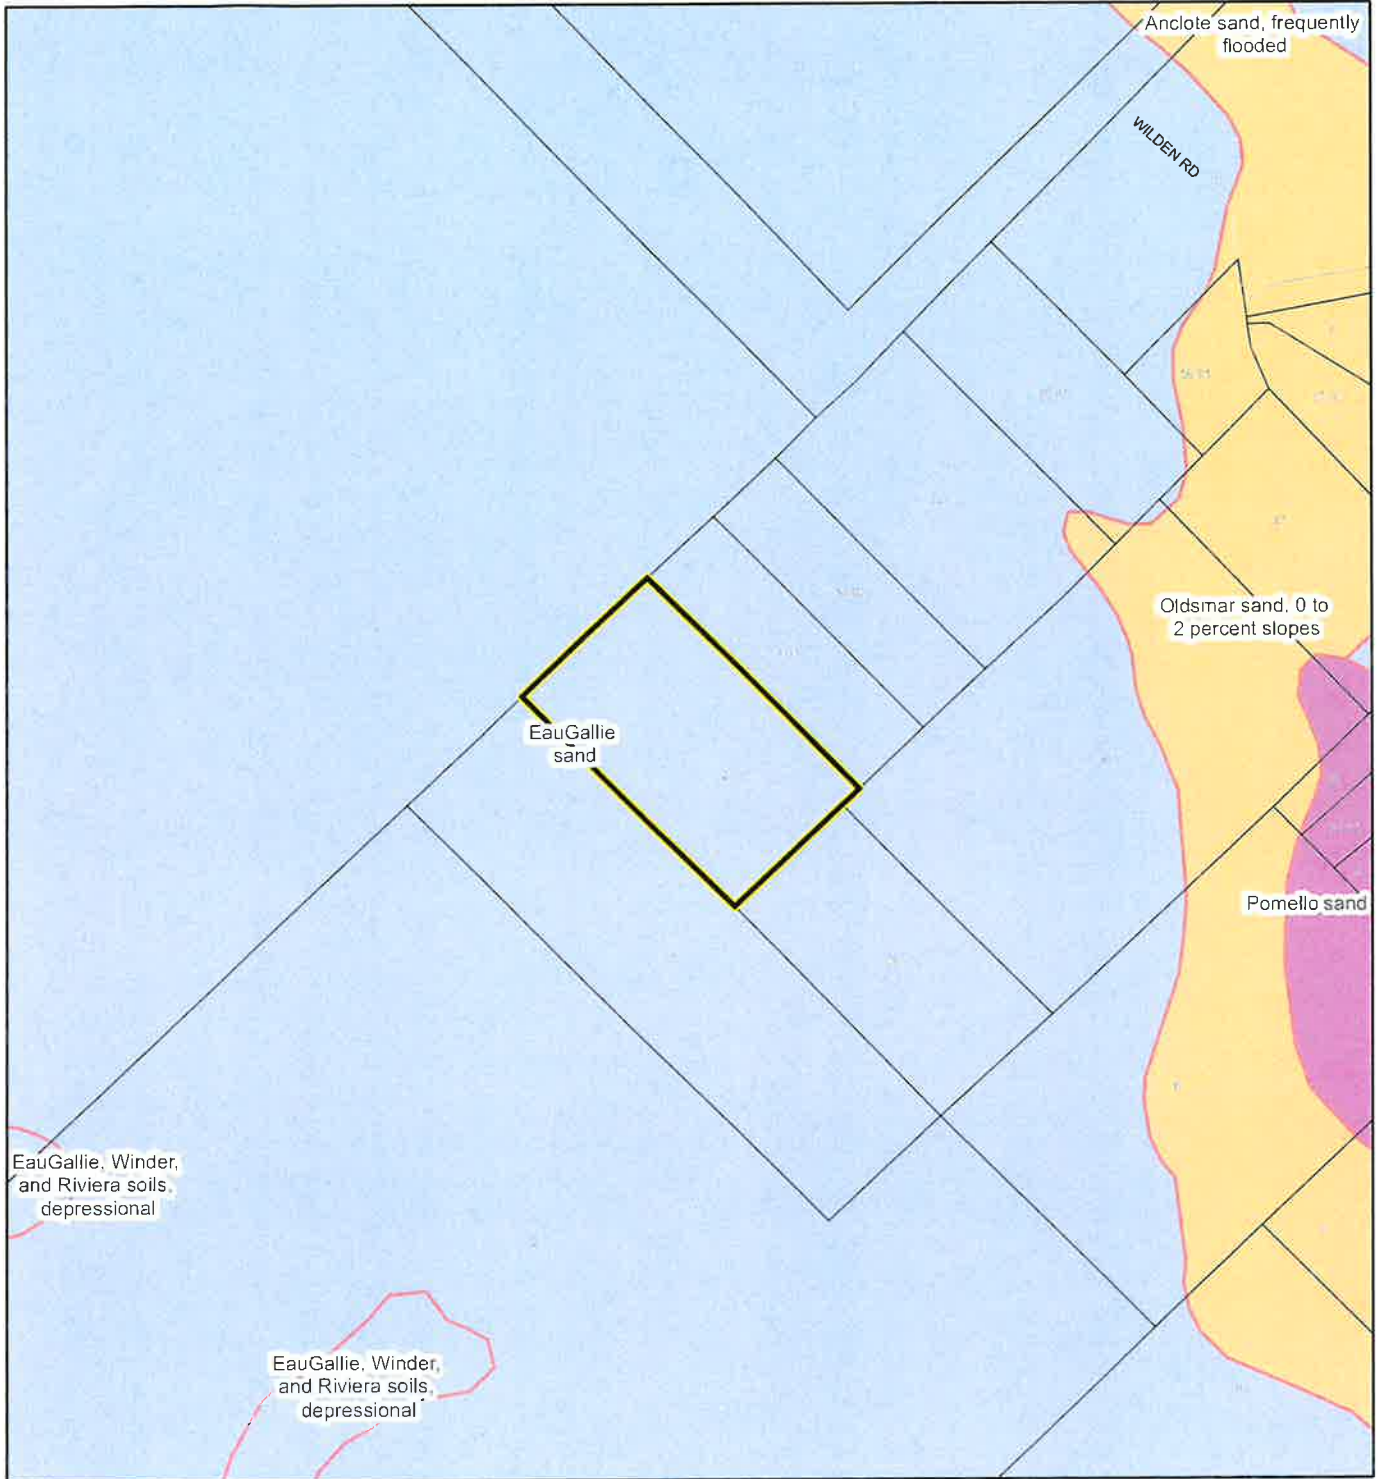 Anclote sand, frequently
flooded
WILDEN RD
Oldsmar sand, 0 to
2 percent slopes
EauGallie
sand
Pomello sand
EauGallie, Winder,
and Riviera soils,
depressional
EauGallie, Winder,
and Riviera soils,
depressional